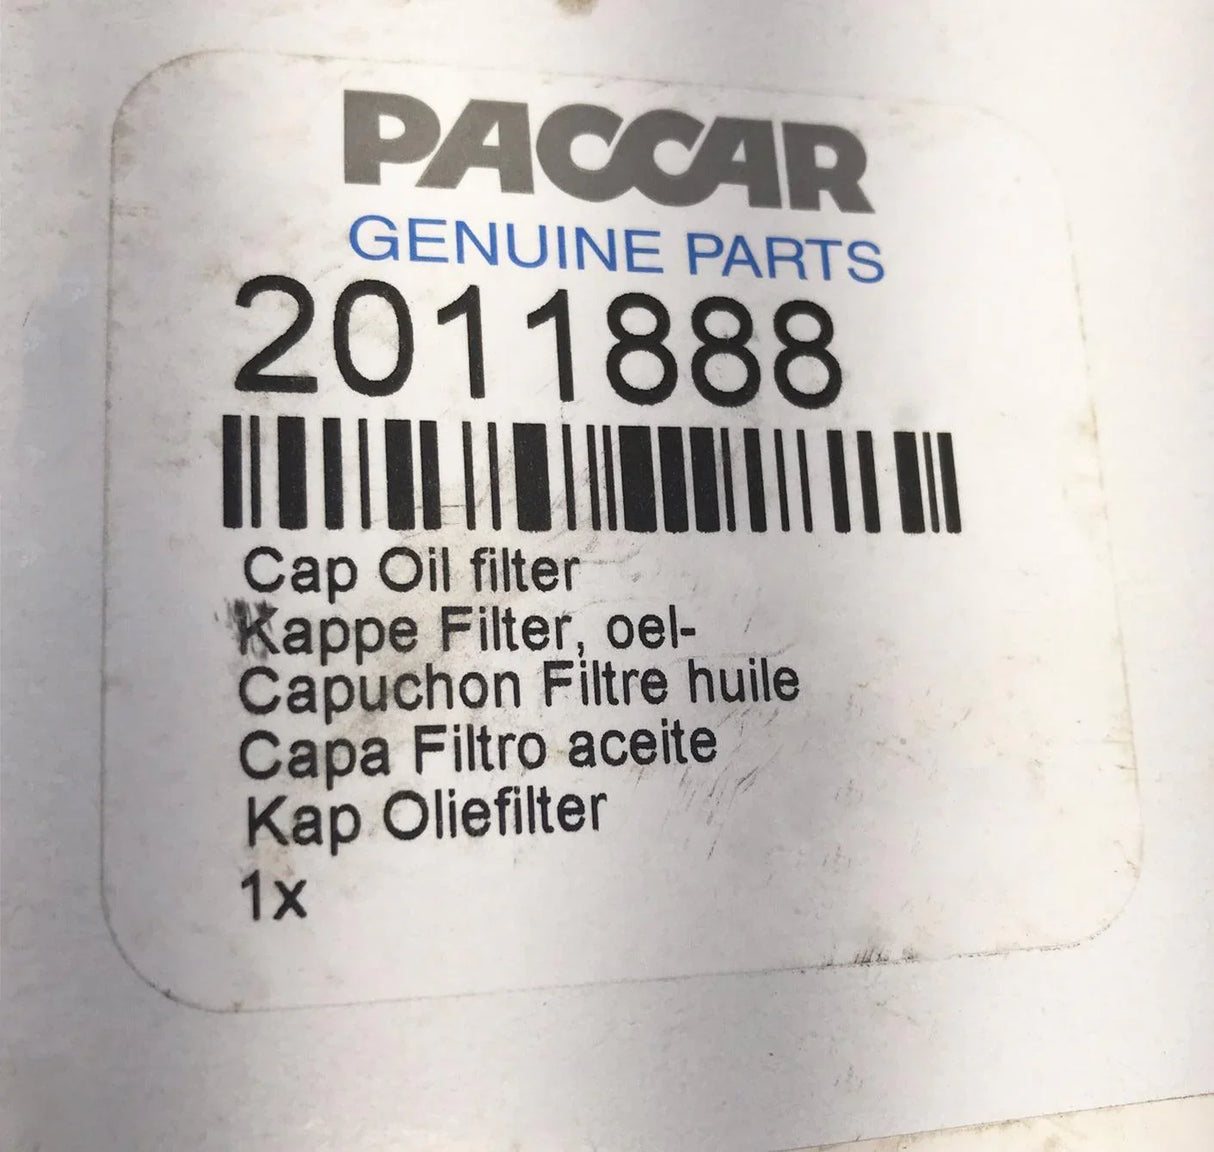 PACCAR
GENUINE PARTS
2011888
Cap Oil filter
Kappe Filter, oel-
Capuchon Filtre huile
Capa Filtro aceite
Kap Oliefilter
1x